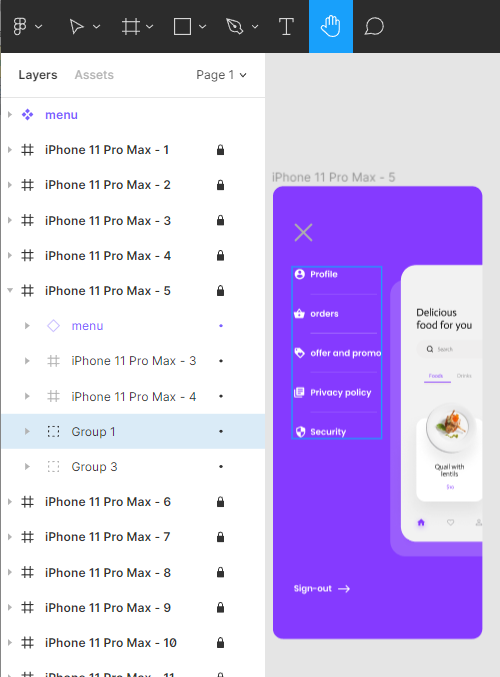 Layers Assets Page 1
menu
iPhone 11 Pro Max - 1
iPhone 11 Pro Max - 2
iPhone 11 Pro Max - 3
iPhone 11 Pro Max - 4
iPhone 11 Pro Max - 5
menu
iPhone 11 Pro Max - 3
iPhone 11 Pro Max - 4
Group 1
Group 3
iPhone 11 Pro Max - 6
iPhone 11 Pro Max - 7
iPhone 11 Pro Max - 8
iPhone 11 Pro Max - 9
iPhone 11 Pro Max - 10
iPhone 11 Pro Max - 11
iPhone 11 Pro Max - 5
Profile
orders
offer and promo
Privacy policy
Security
Sign-out
Delicious
food for you
Search
Foods Drinks
Quail with
lentils